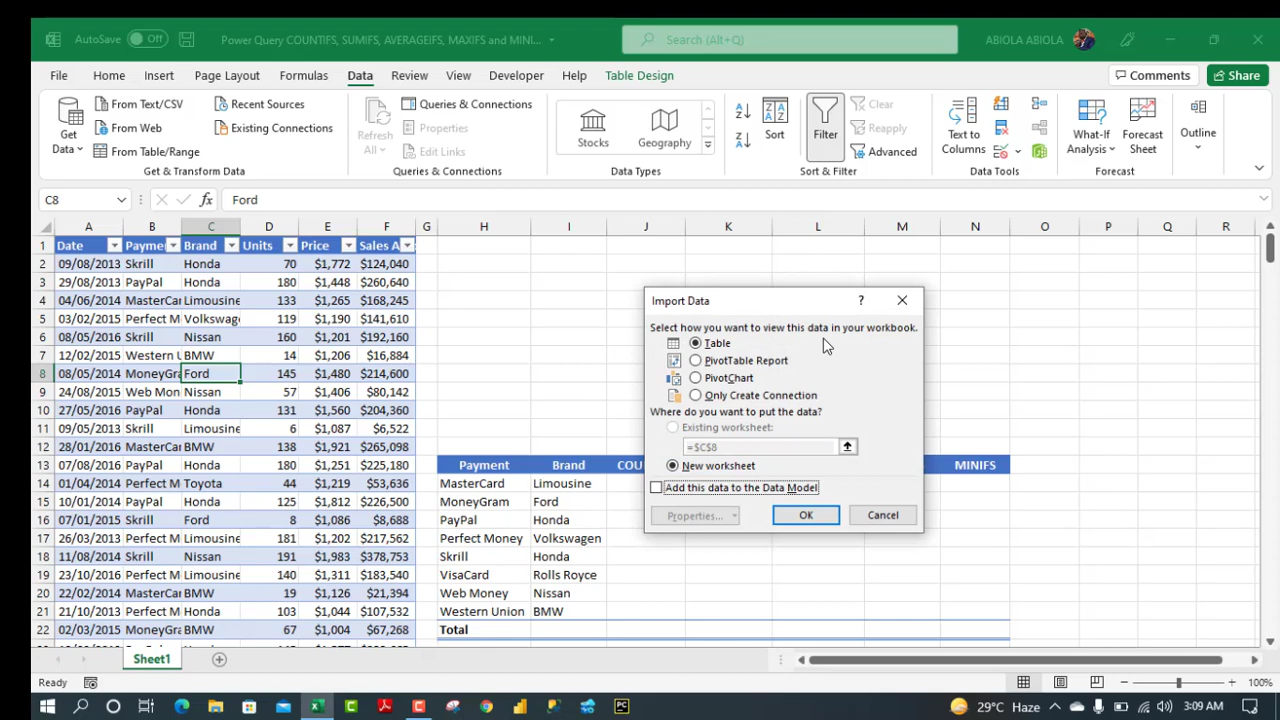 AutoSave Off Power Query COUNTIFS, SUMIFS, AVERAGEIFS, MAXIFS and MINI... Search (Alt+Q) ABIOLA ABIOLA
File Home Insert Page Layout Formulas Data Review View Developer Help Table Design Comments Share
Get Data From Text/CSV From Web From Table/Range Recent Sources Existing Connections
Refresh All Queries & Connections Properties Edit Links
Stocks Geography
Sort Filter Clear Reapply Advanced
Text to Columns What-If Analysis Forecast Sheet Outline
Get & Transform Data Queries & Connections Data Types Sort & Filter Data Tools Forecast
C8 fx Ford
A B C D E F G H I J K L M N O P Q R
1 Date Payme Brand Units Price Sales A
2 09/08/2013 Skrill Honda 70 $1,772 $124,040
3 29/08/2013 PayPal Honda 180 $1,448 $260,640
4 04/06/2014 MasterCar Limousine 133 $1,265 $168,245
5 03/02/2015 Perfect M Volkswage 119 $1,190 $141,610
6 08/05/2016 Skrill Nissan 160 $1,201 $192,160
7 12/02/2015 Western U BMW 14 $1,206 $16,884
8 08/05/2014 MoneyGra Ford 145 $1,480 $214,600
9 24/08/2015 Web Mon Nissan 57 $1,406 $80,142
10 27/05/2016 PayPal Honda 131 $1,560 $204,360
11 09/05/2013 Skrill Limousine 6 $1,087 $6,522
12 28/01/2016 MasterCar BMW 138 $1,921 $265,098
13 07/08/2016 PayPal Honda 180 $1,251 $225,180 Payment Brand COU MINIFS
14 04/01/2015 MasterCar Toyota 44 $1,219 $53,636 MasterCard Limousine
15 10/01/2014 PayPal Honda 125 $1,812 $226,500 MoneyGram Ford
16 07/01/2015 Skrill Ford 8 $1,086 $8,688 PayPal Honda
17 26/03/2013 Perfect M Limousine 181 $1,202 $217,562 Perfect Money Volkswagen
18 11/08/2014 Skrill Nissan 191 $1,983 $378,753 Skrill Honda
19 23/10/2016 Perfect M Limousine 140 $1,311 $183,540 VisaCard Rolls Royce
20 22/02/2014 MasterCar BMW 19 $1,126 $21,394 Web Money Nissan
21 21/10/2013 Perfect M Honda 103 $1,044 $107,532 Western Union BMW
22 02/03/2015 MoneyGra BMW 67 $1,004 $67,268 Total
Import Data ?
Select how you want to view this data in your workbook.
Table
PivotTable Report
PivotChart
Only Create Connection
Where do you want to put the data?
Existing worksheet:
=$C$8
New worksheet
Add this data to the Data Model
Properties... OK Cancel
Sheet1
Ready 100%
29°C Haze 3:09 AM